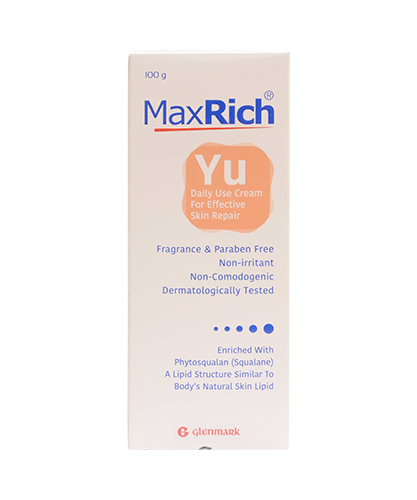 100 g
MaxRich®
Yu
Daily Use Cream
For Effective
Skin Repair
Fragrance & Paraben Free
Non-irritant
Non-Comodogenic
Dermatologically Tested
Enriched With
Phytosqualan (Squalane)
A Lipid Structure Similar To
Body's Natural Skin Lipid
glenmark